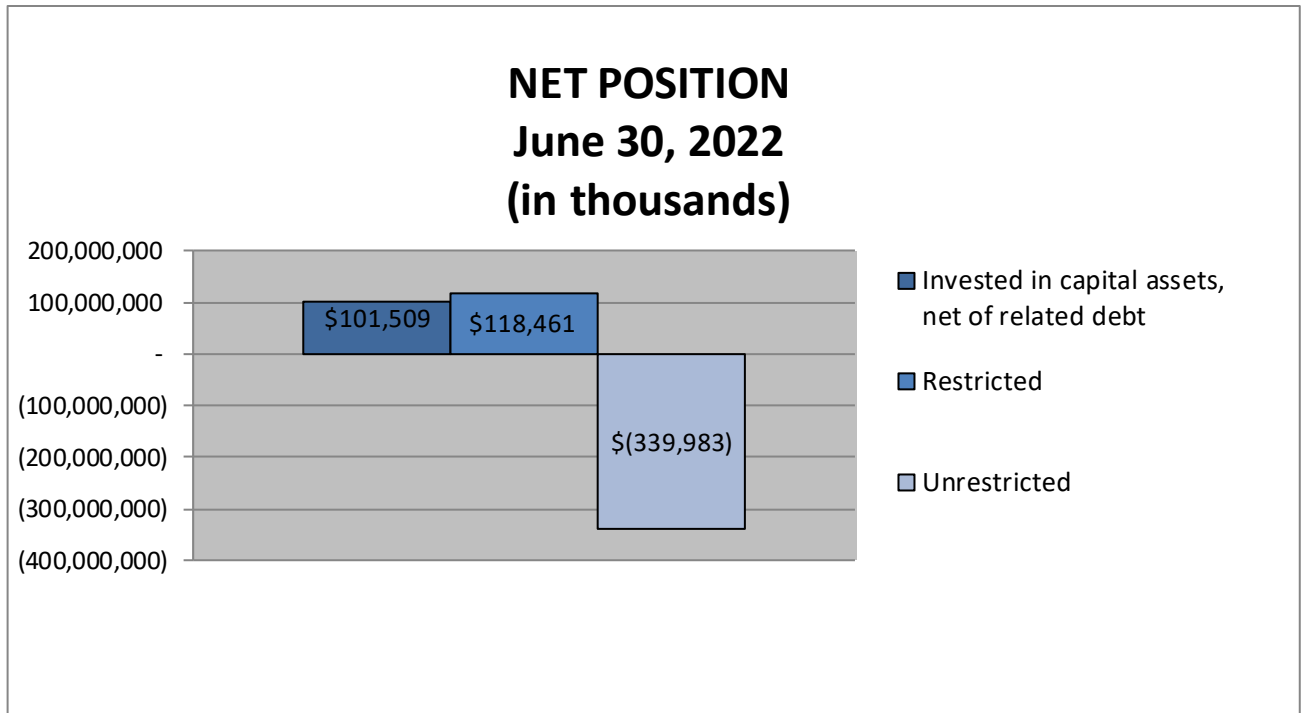 NET POSITION
June 30, 2022
(in thousands)
200,000,000
100,000,000
-
(100,000,000)
(200,000,000)
(300,000,000)
(400,000,000)
$101,509
$118,461
$(339,983)
Invested in capital assets,
net of related debt
Restricted
Unrestricted